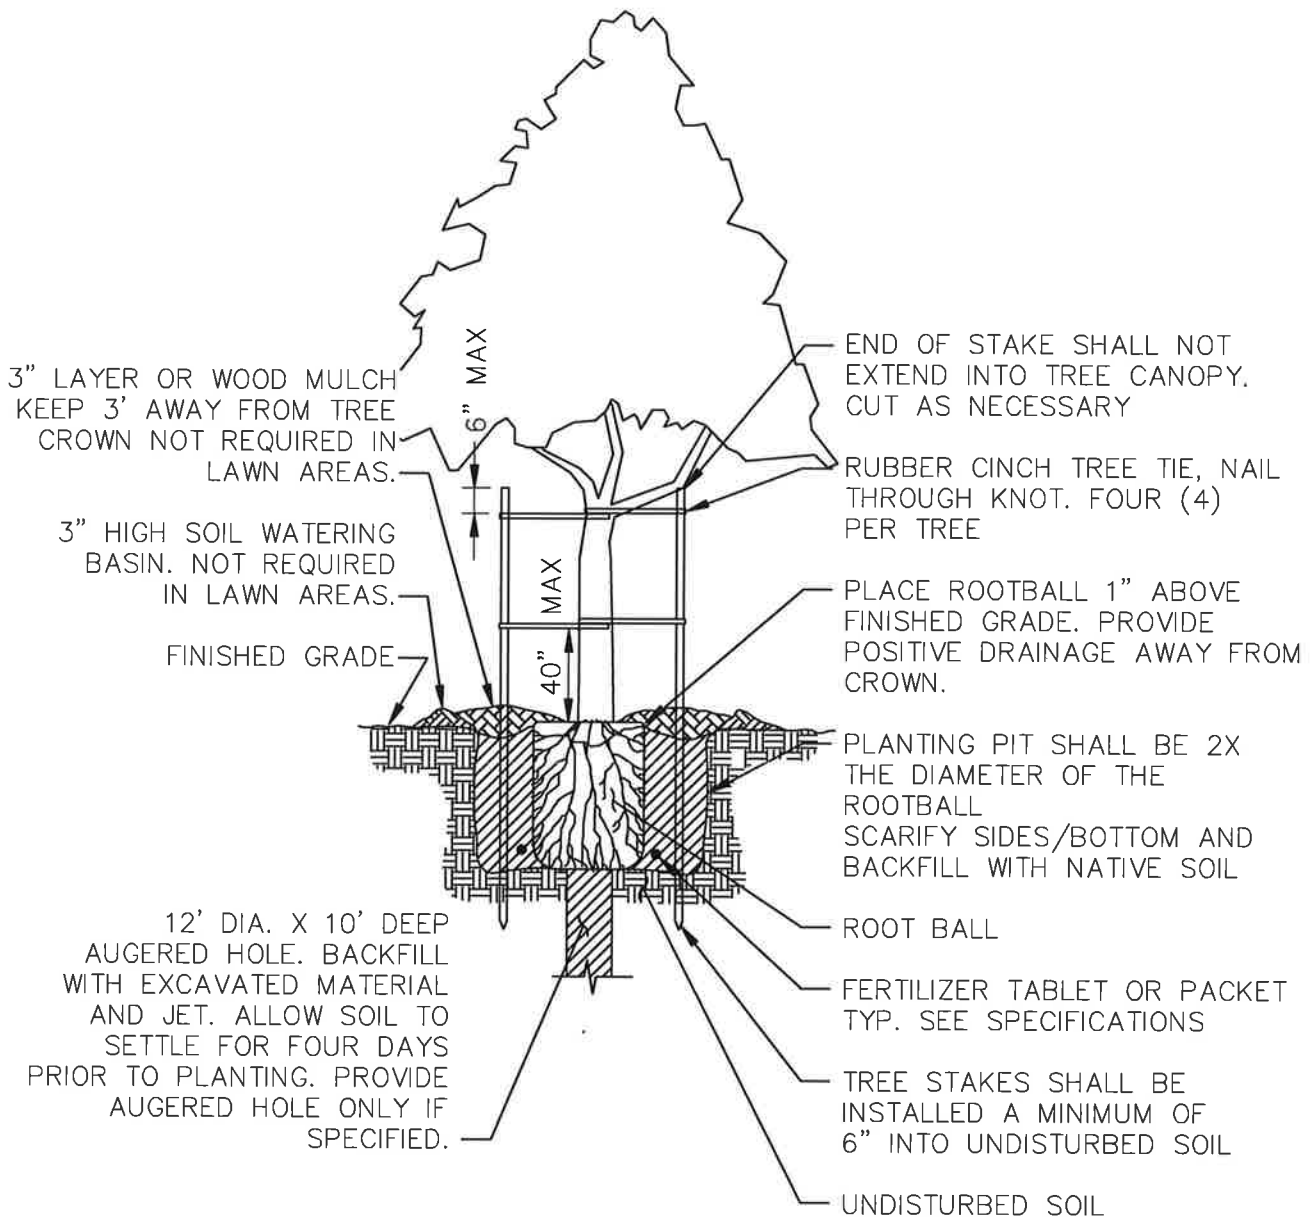 3" LAYER OR WOOD MULCH
KEEP 3' AWAY FROM TREE
CROWN NOT REQUIRED IN
LAWN AREAS.
3" HIGH SOIL WATERING
BASIN. NOT REQUIRED
IN LAWN AREAS.
FINISHED GRADE
12' DIA. X 10' DEEP
AUGERED HOLE. BACKFILL
WITH EXCAVATED MATERIAL
AND JET. ALLOW SOIL TO
SETTLE FOR FOUR DAYS
PRIOR TO PLANTING. PROVIDE
AUGERED HOLE ONLY IF
SPECIFIED.
6" MAX
40" MAX
END OF STAKE SHALL NOT
EXTEND INTO TREE CANOPY.
CUT AS NECESSARY
RUBBER CINCH TREE TIE, NAIL
THROUGH KNOT. FOUR (4)
PER TREE
PLACE ROOTBALL 1" ABOVE
FINISHED GRADE. PROVIDE
POSITIVE DRAINAGE AWAY FROM
CROWN.
PLANTING PIT SHALL BE 2X
THE DIAMETER OF THE
ROOTBALL
SCARIFY SIDES/BOTTOM AND
BACKFILL WITH NATIVE SOIL
ROOT BALL
FERTILIZER TABLET OR PACKET
TYP. SEE SPECIFICATIONS
TREE STAKES SHALL BE
INSTALLED A MINIMUM OF
6" INTO UNDISTURBED SOIL
UNDISTURBED SOIL